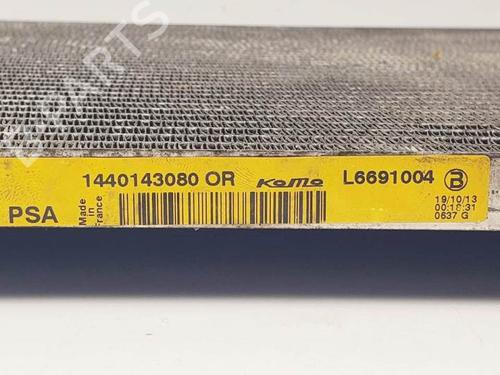 B-PARTS
1440143080 OR KOMO L6691004 B
PSA Made in France 19/10/13
00:18:31
0637 G